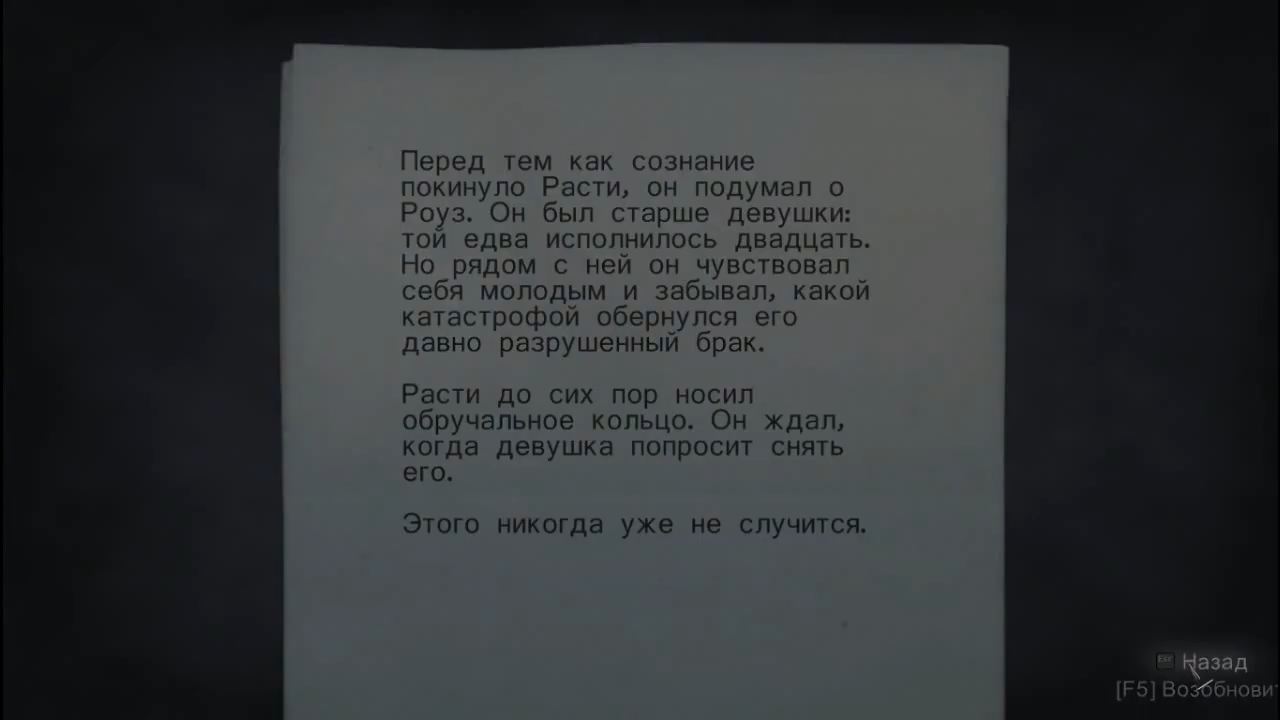 Перед тем как сознание
покинуло Расти, он подумал о
Роуз. Он был старше девушки:
той едва исполнилось двадцать.
Но рядом с ней он чувствовал
себя молодым и забывал, какой
катастрофой обернулся его
давно разрушенный брак.
Расти до сих пор носил
обручальное кольцо. Он ждал,
когда девушка попросит снять
его.
Этого никогда уже не случится.
Esc Назад
[F5] Возобнови